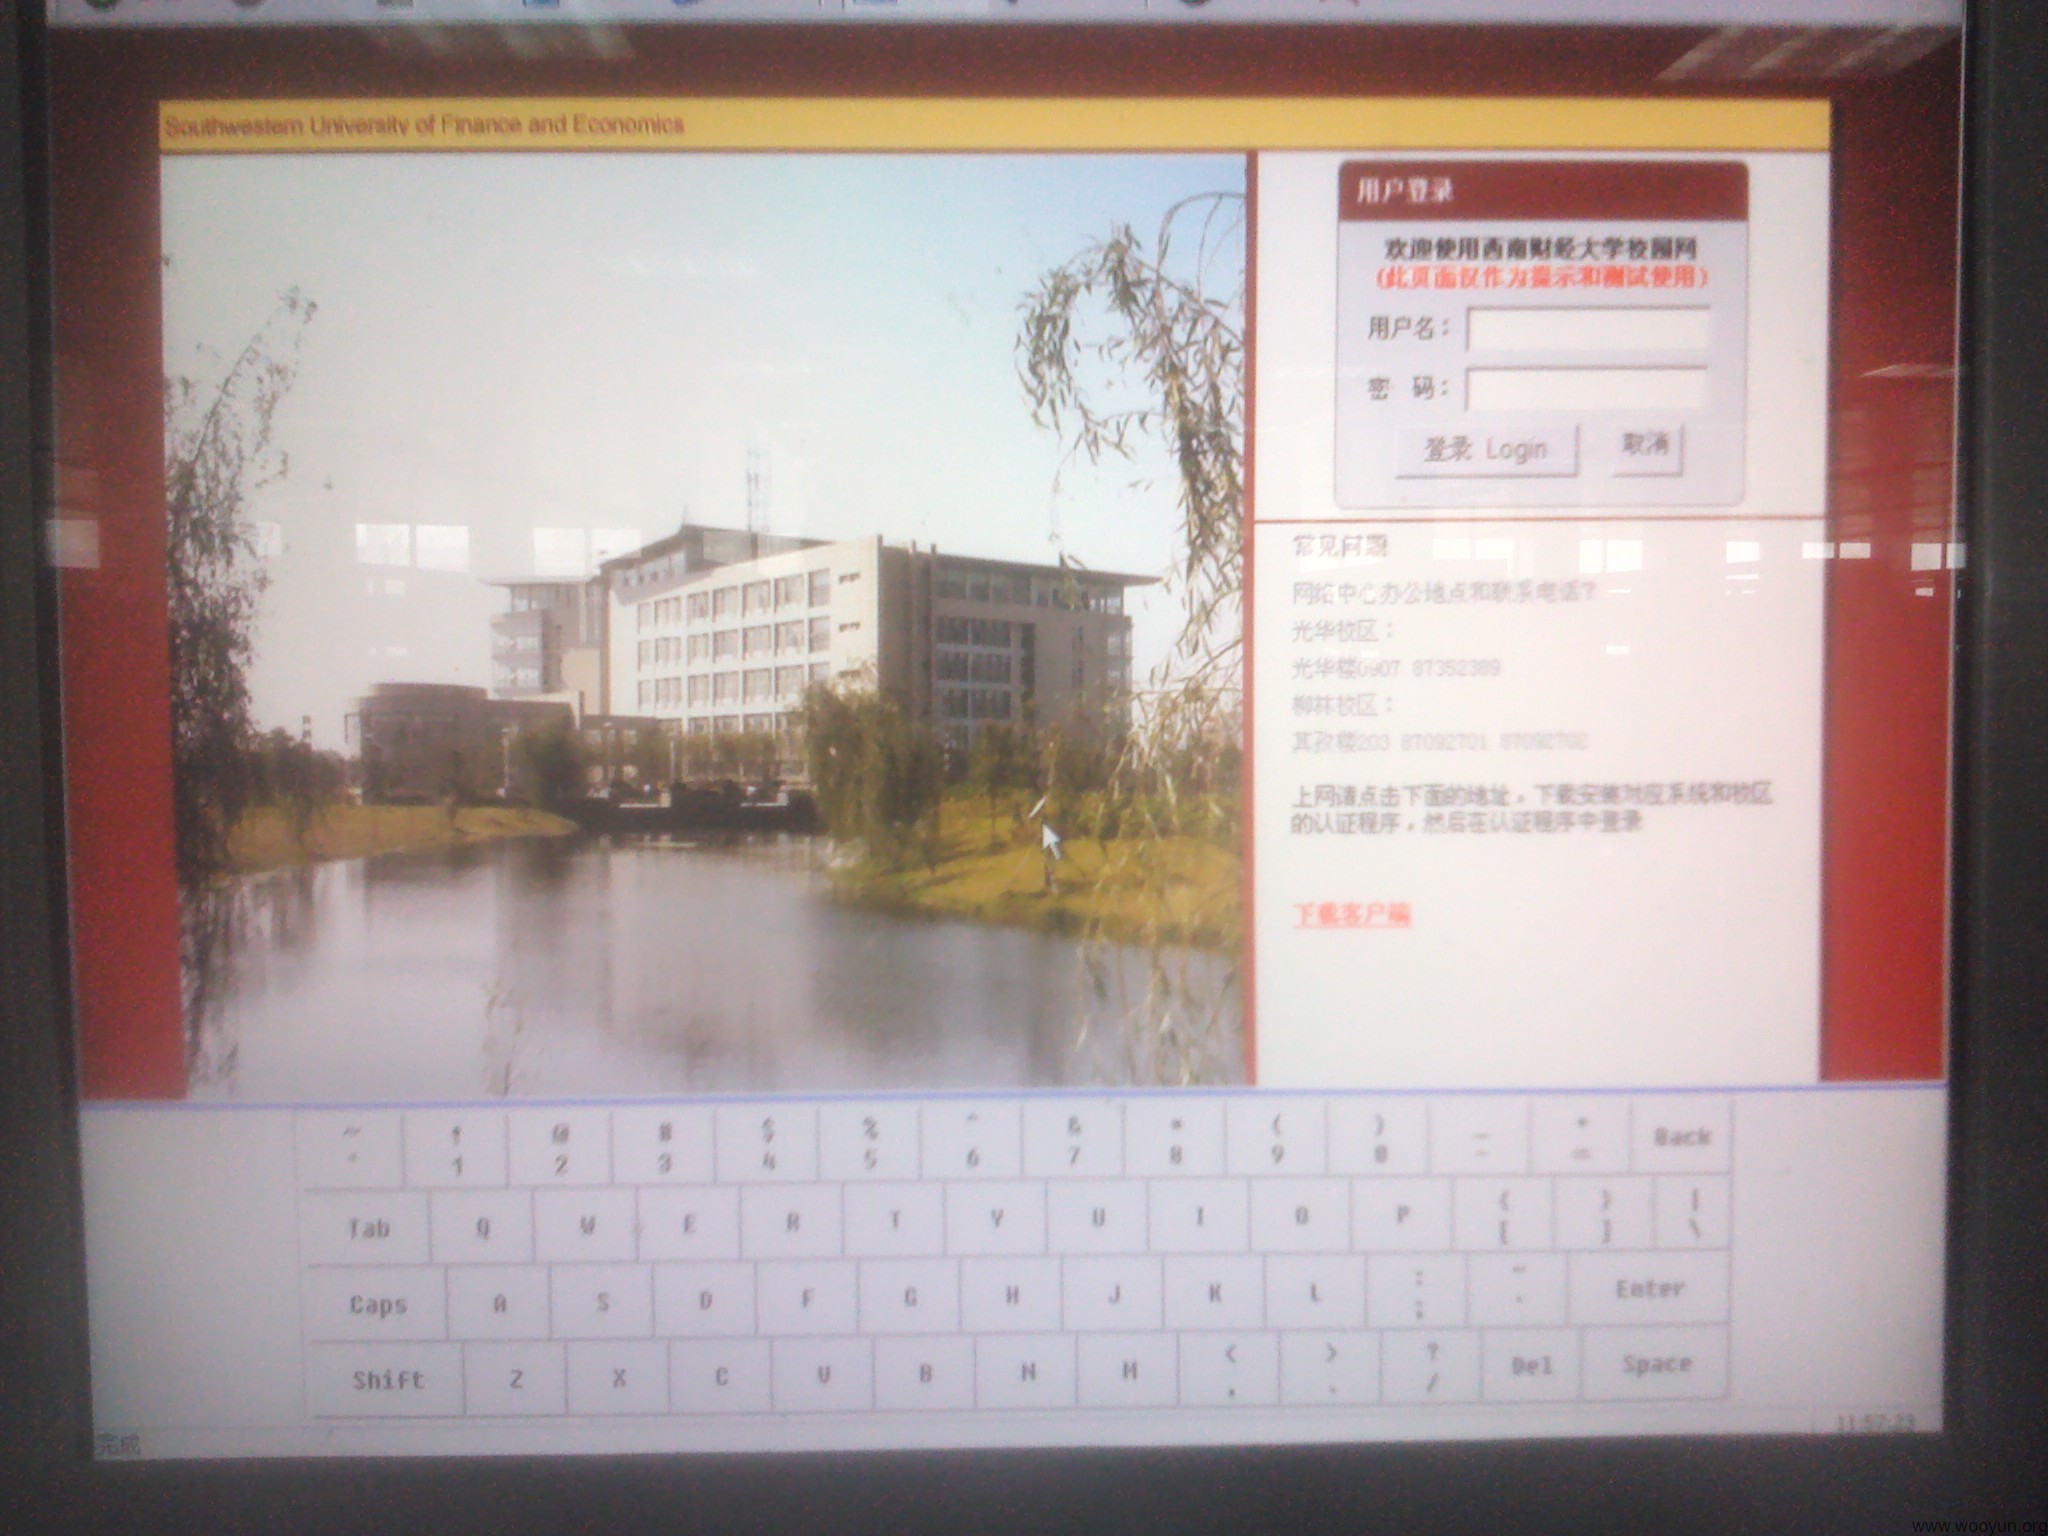 Southwestern University of Finance and Economics
用户登录
欢迎使用西南财经大学校园网
(此页面仅作为提示和测试使用)
用户名：
密 码：
登录 Login
取消
常见问题
网络中心办公地点和联系电话？
光华校区：
光华楼0907 87352389
柳林校区：
其孜楼203 87092701 87092702
上网请点击下面的地址，下载安装对应系统和校区
的认证程序，然后在认证程序中登录
下载客户端
~ ! @ # $ % ^ & * ( ) _ + Back
1 2 3 4 5 6 7 8 9 0 - =
Tab Q W E R T Y U I O P { [ } ] | \
Caps A S D F G H J K L : ; Enter
Shift Z X C V B N M < , > . ? / Del Space
完成
11:57:23
www.wooyun.org